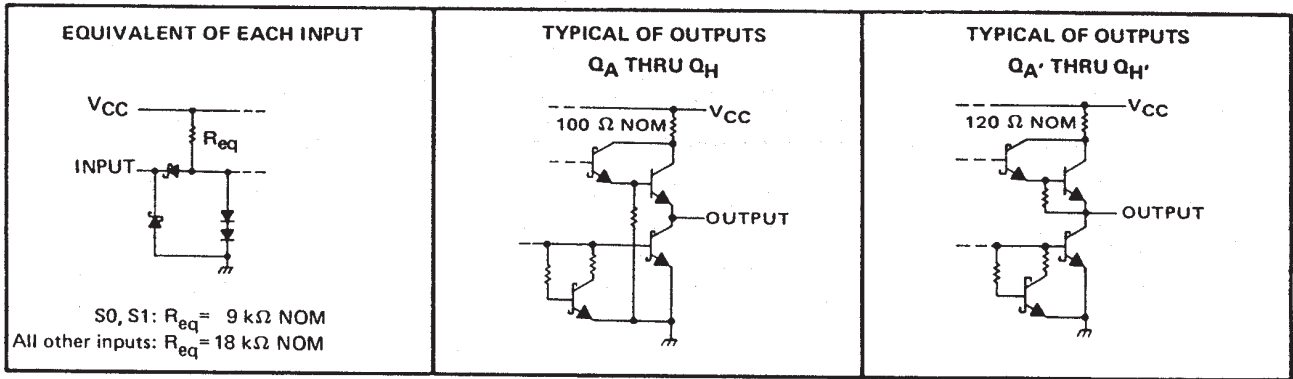 EQUIVALENT OF EACH INPUT
VCC
Req
INPUT
S0, S1: Req= 9 kΩ NOM
All other inputs: Req=18 kΩ NOM
TYPICAL OF OUTPUTS
QA THRU QH
VCC
100 Ω NOM
OUTPUT
TYPICAL OF OUTPUTS
QA' THRU QH'
VCC
120 Ω NOM
OUTPUT